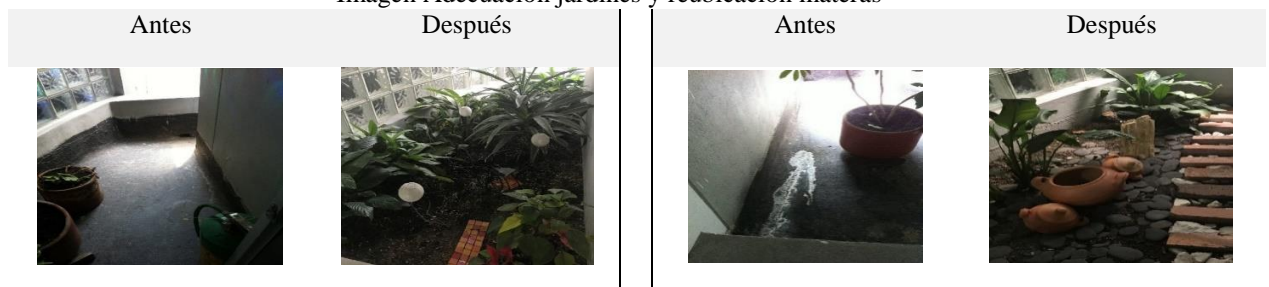 Imagen Adecuación jardines y reubicación materas
Antes Después Antes Después